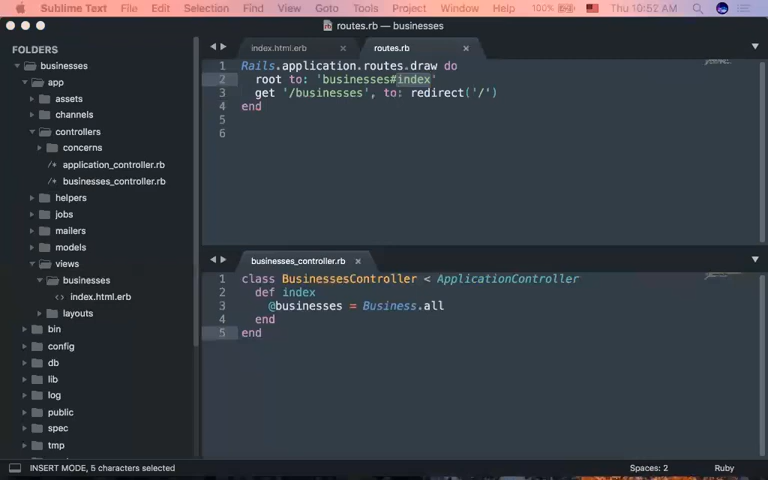 Sublime Text File Edit Selection Find View Goto Tools Project Window Help 100% Thu 10:52 AM
routes.rb — businesses
FOLDERS
businesses
app
assets
channels
controllers
concerns
application_controller.rb
businesses_controller.rb
helpers
jobs
mailers
models
views
businesses
index.html.erb
layouts
bin
config
db
lib
log
public
spec
tmp
index.html.erb × routes.rb ×
1 Rails.application.routes.draw do
2 root to: 'businesses#index'
3 get '/businesses', to: redirect('/')
4 end
5
6
businesses_controller.rb ×
1 class BusinessesController < ApplicationController
2 def index
3 @businesses = Business.all
4 end
5 end
INSERT MODE, 5 characters selected Spaces: 2 Ruby